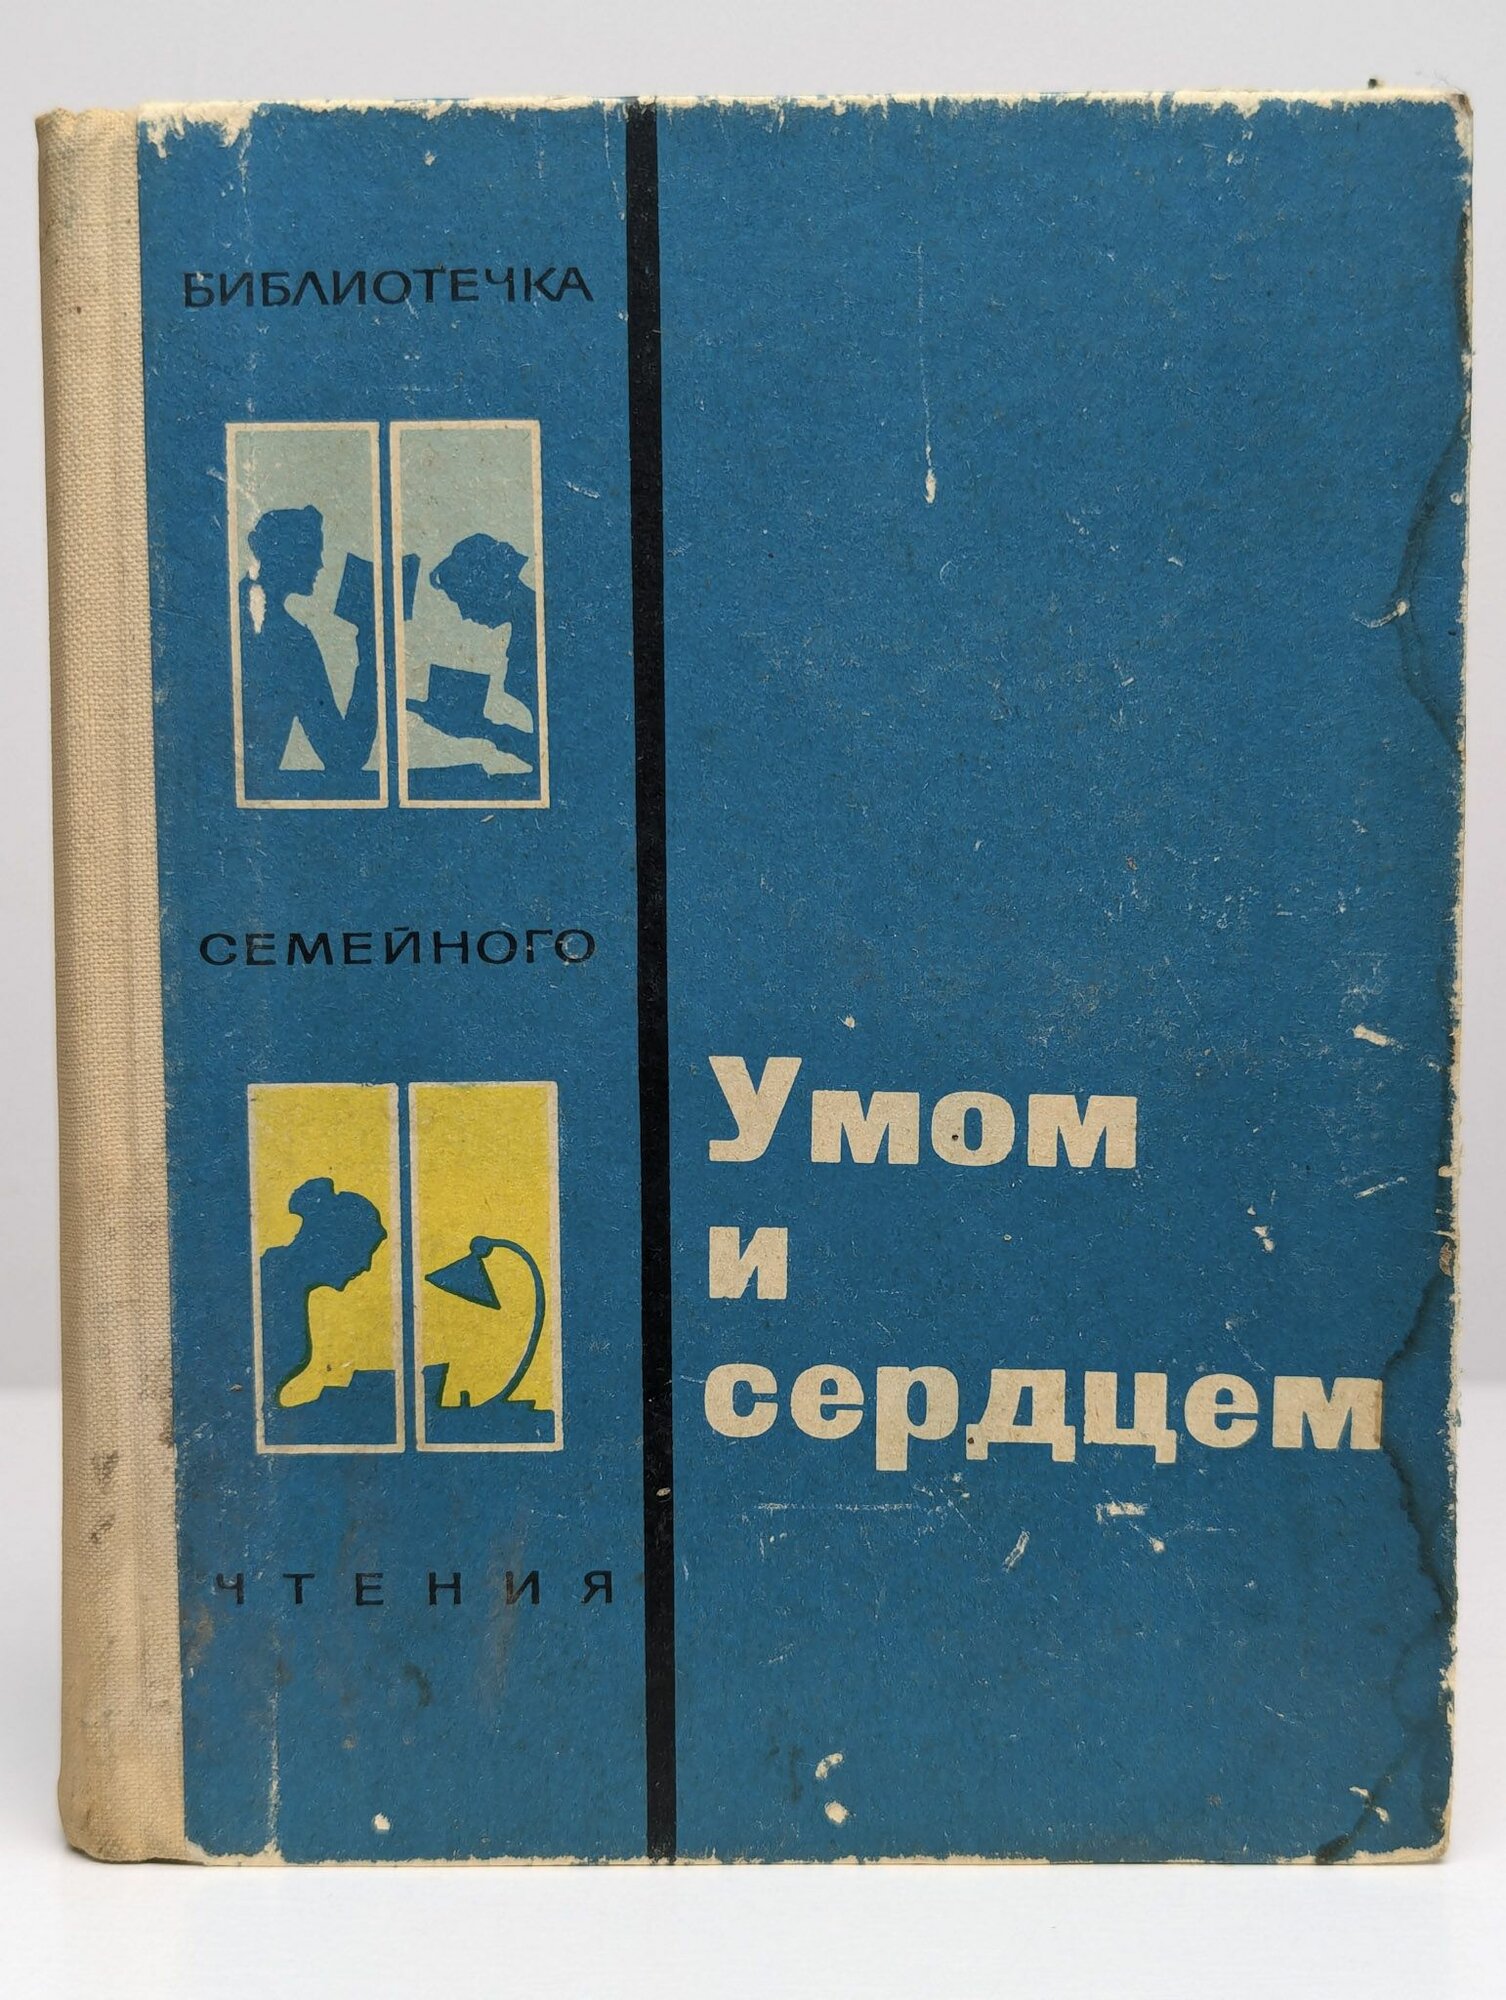 БИБЛИОТЕЧКА
СЕМЕЙНОГО
ЧТЕНИЯ
Умом
и
сердцем